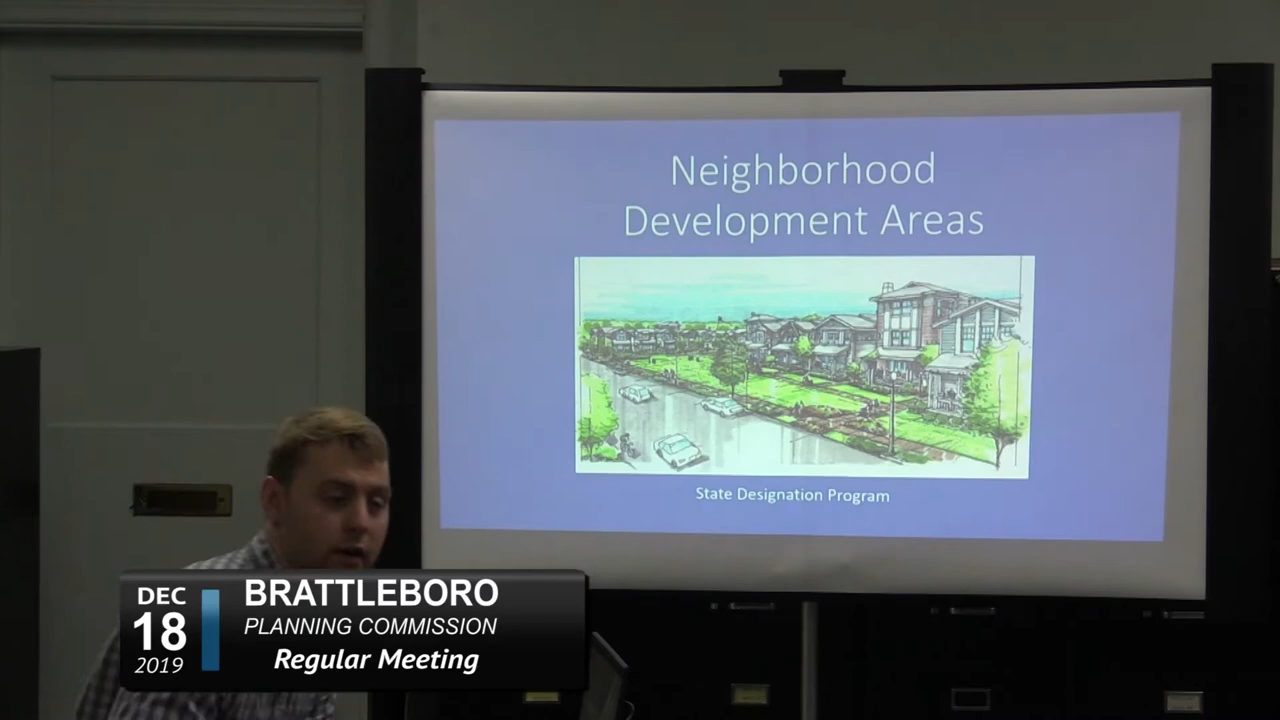 Neighborhood
Development Areas
State Designation Program
DEC
18
2019
BRATTLEBORO
PLANNING COMMISSION
Regular Meeting